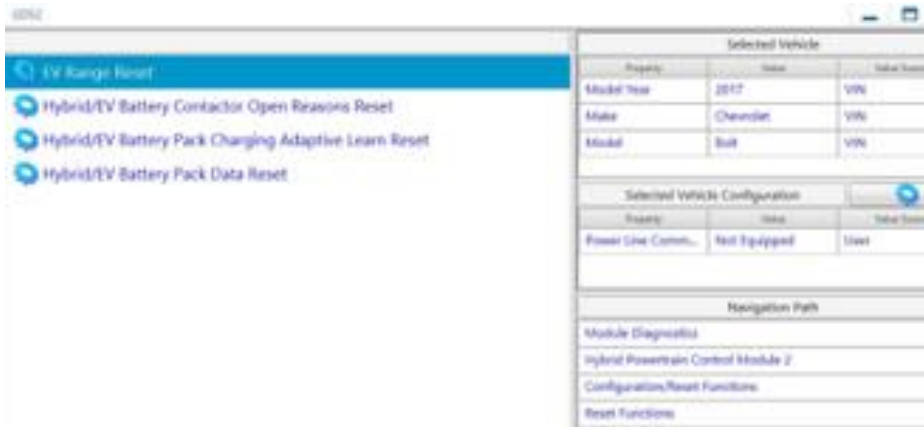 GDS2
Selected Vehicle
EV Range Reset
Property Value Value Source
Hybrid/EV Battery Contactor Open Reasons Reset
Model Year 2017 VIN
Make Chevrolet VIN
Hybrid/EV Battery Pack Charging Adaptive Learn Reset
Model Bolt VIN
Hybrid/EV Battery Pack Data Reset
Selected Vehicle Configuration
Property Value
Power Line Comm... Not Equipped User
Navigation Path
Module Diagnostics
Hybrid Powertrain Control Module 2
Configuration/Reset Functions
Reset Functions